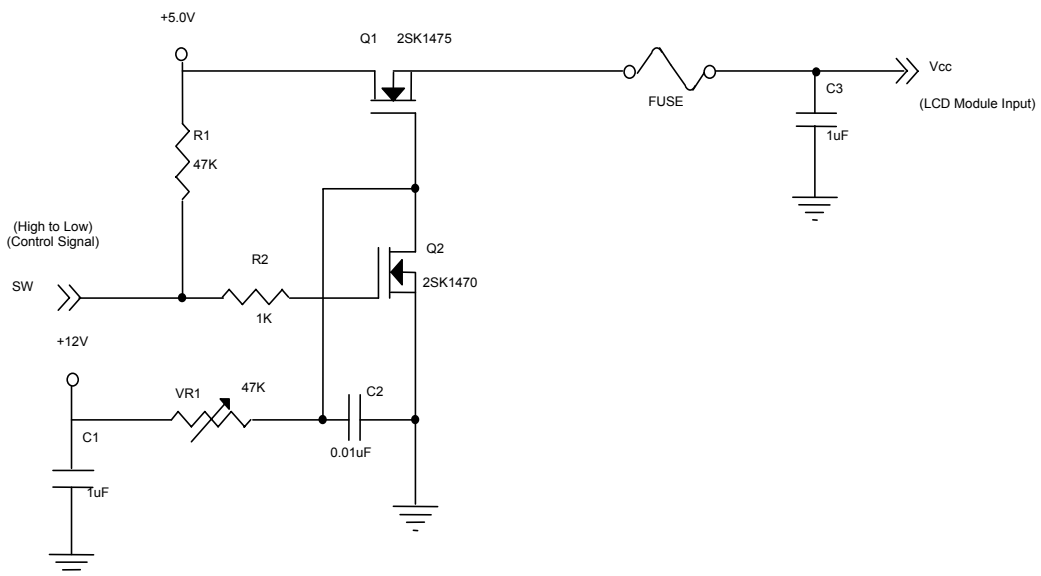 +5.0V
Q1 2SK1475
Vcc
FUSE
C3
(LCD Module Input)
1uF
R1
47K
(High to Low)
(Control Signal)
SW
R2
1K
Q2
2SK1470
+12V
VR1
47K
C2
0.01uF
C1
1uF